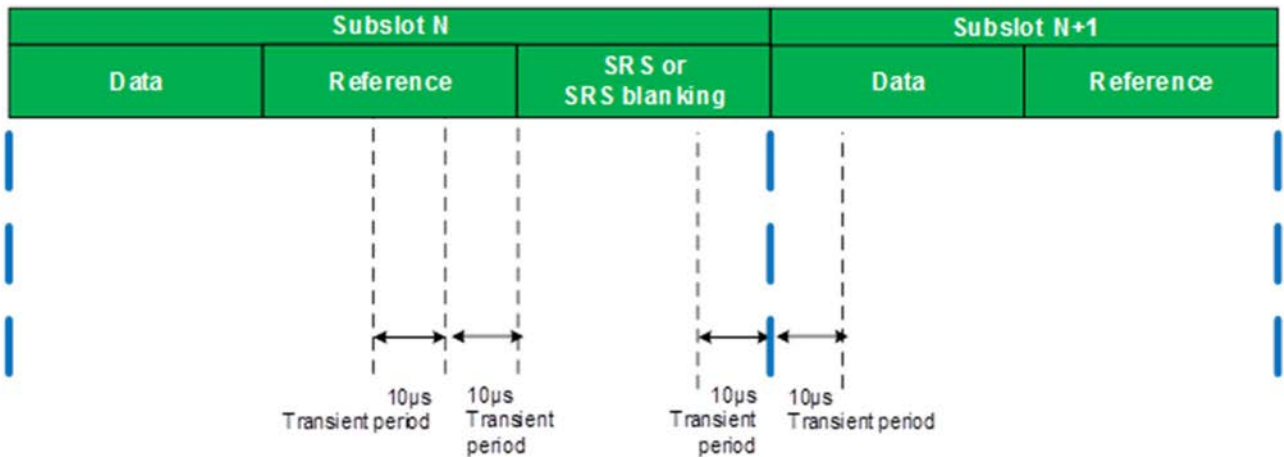 Subslot N
Subslot N+1
Data
Reference
SRS or
SRS blanking
Data
Reference
10µs
Transient period
10µs
Transient
period
10µs
Transient
period
10µs
Transient period